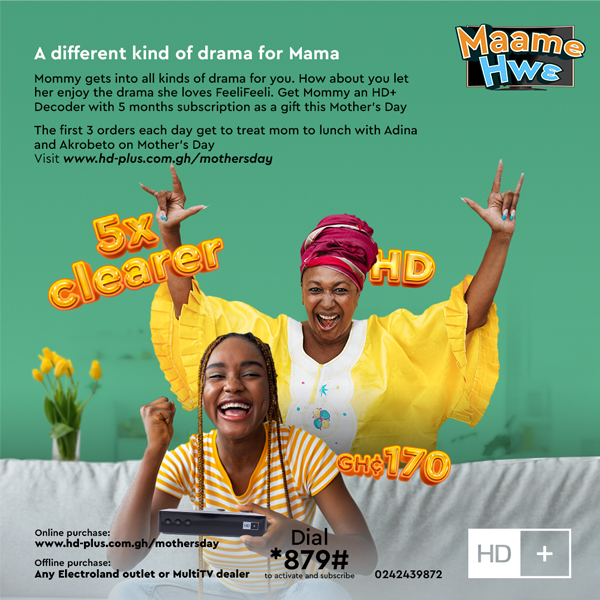 A different kind of drama for Mama
Maame
Hwɛ
Mommy gets into all kinds of drama for you. How about you let
her enjoy the drama she loves FeeliFeeli. Get Mommy an HD+
Decoder with 5 months subscription as a gift this Mother's Day
The first 3 orders each day get to treat mom to lunch with Adina
and Akrobeto on Mother's Day
Visit www.hd-plus.com.gh/mothersday
5x
clearer
HD
GH₵170
HD+
Online purchase:
www.hd-plus.com.gh/mothersday
Offline purchase:
Any Electroland outlet or MultiTV dealer
Dial
*879#
to activate and subscribe
0242439872
HD +